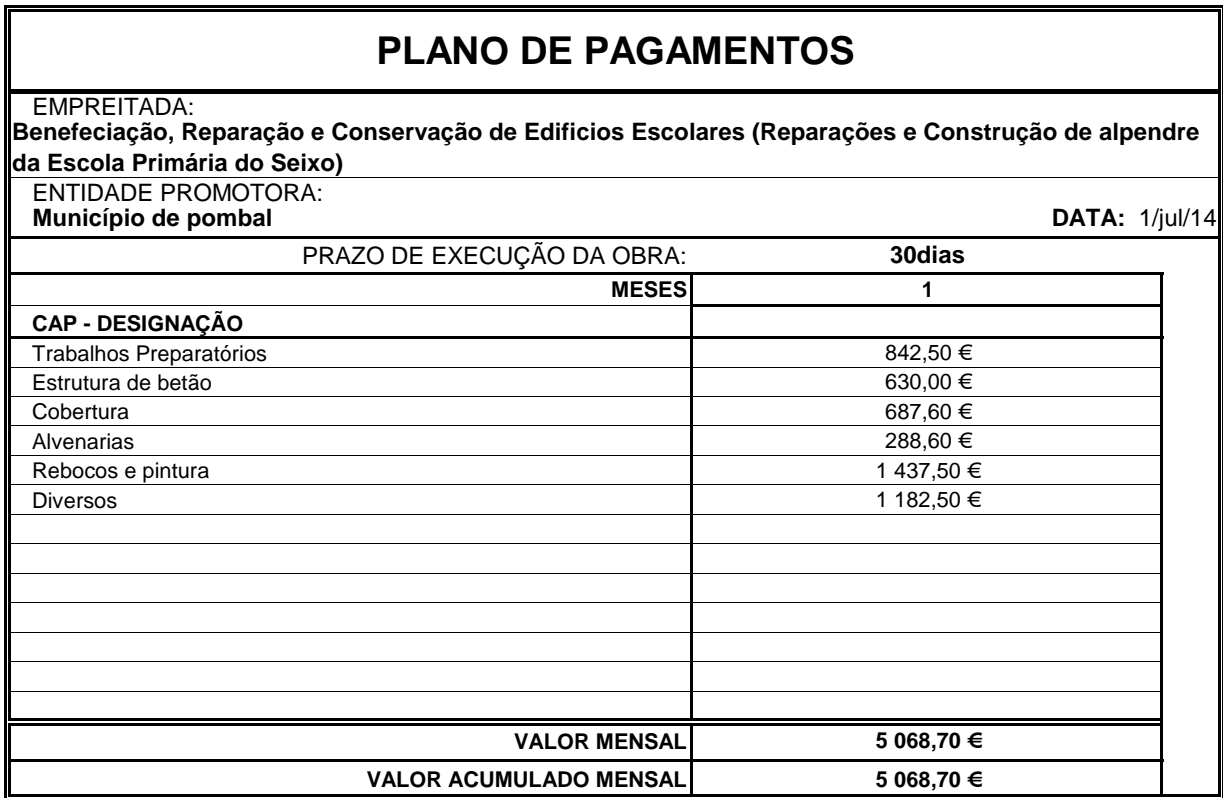 PLANO DE PAGAMENTOS
EMPREITADA:
Benefeciação, Reparação e Conservação de Edificios Escolares (Reparações e Construção de alpendre
da Escola Primária do Seixo)
ENTIDADE PROMOTORA:
Município de pombal DATA: 1/jul/14
PRAZO DE EXECUÇÃO DA OBRA: 30dias
MESES 1
CAP - DESIGNAÇÃO
Trabalhos Preparatórios 842,50 €
Estrutura de betão 630,00 €
Cobertura 687,60 €
Alvenarias 288,60 €
Rebocos e pintura 1 437,50 €
Diversos 1 182,50 €
VALOR MENSAL 5 068,70 €
VALOR ACUMULADO MENSAL 5 068,70 €